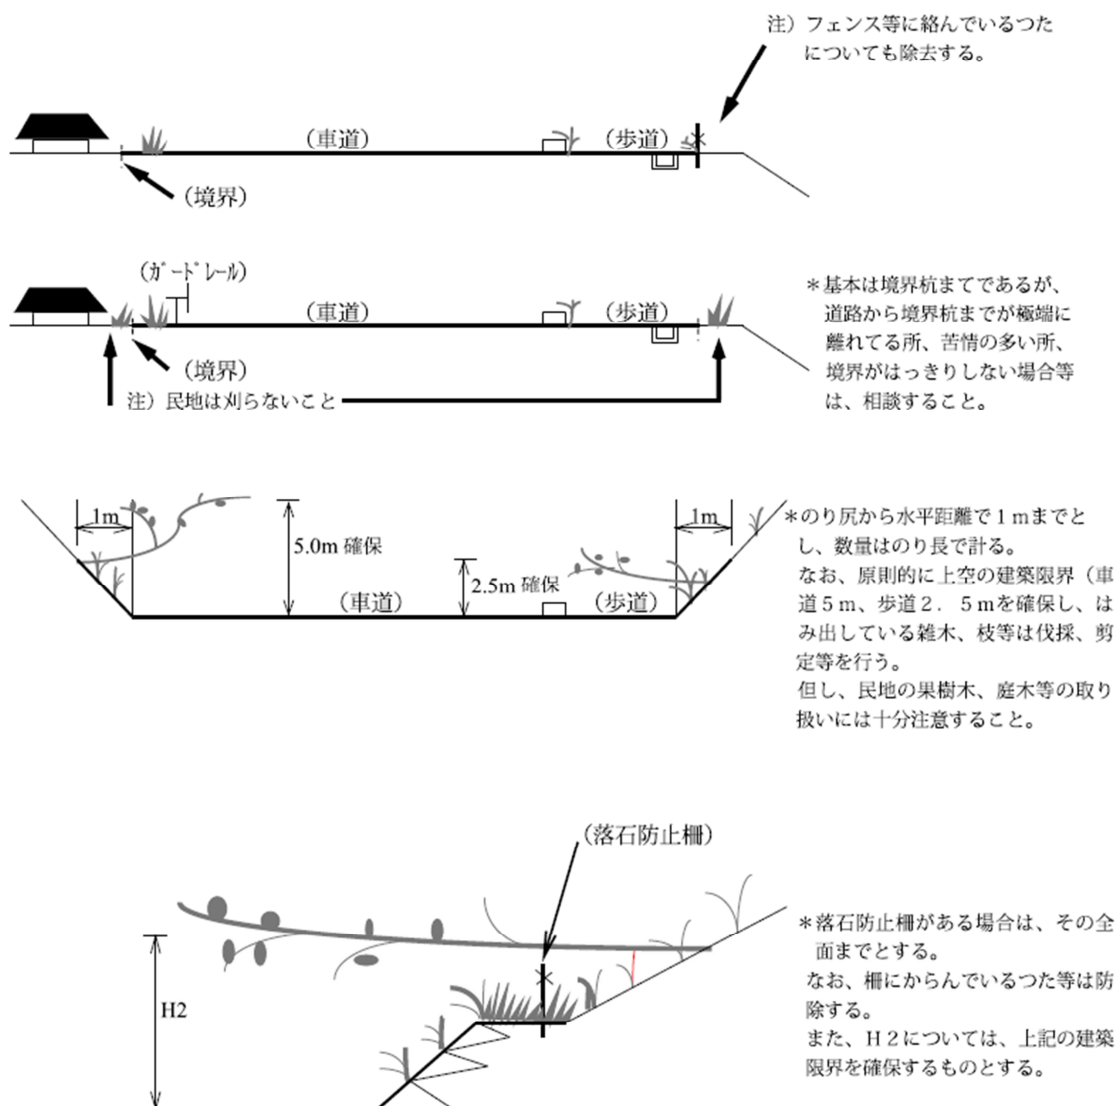 注）フェンス等に絡んでいるつた
についても除去する。
（車道）
（歩道）
（境界）
（ｶﾞｰﾄﾞﾚｰﾙ）
（車道）
（歩道）
（境界）
注）民地は刈らないこと
＊基本は境界杭まてであるが、
道路から境界杭までが極端に
離れてる所、苦情の多い所、
境界がはっきりしない場合等
は、相談すること。
1m
5.0m 確保
2.5m 確保
1m
（車道）
（歩道）
＊のり尻から水平距離で１ｍまでと
し、数量はのり長で計る。
なお、原則的に上空の建築限界（車
道５ｍ、歩道２．５ｍを確保し、は
み出している雑木、枝等は伐採、剪
定等を行う。
但し、民地の果樹木、庭木等の取り
扱いには十分注意すること。
（落石防止柵）
H2
＊落石防止柵がある場合は、その全
面までとする。
なお、柵にからんでいるつた等は防
除する。
また、Ｈ２については、上記の建築
限界を確保するものとする。